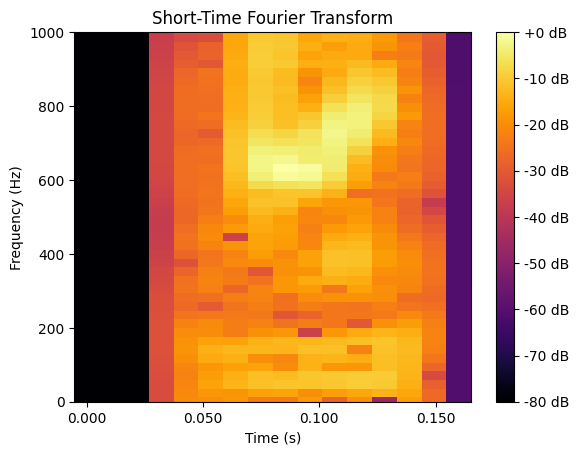 Short-Time Fourier Transform
1000
800
600
400
200
0
Frequency (Hz)
0.000
0.050
0.100
0.150
Time (s)
+0 dB
-10 dB
-20 dB
-30 dB
-40 dB
-50 dB
-60 dB
-70 dB
-80 dB